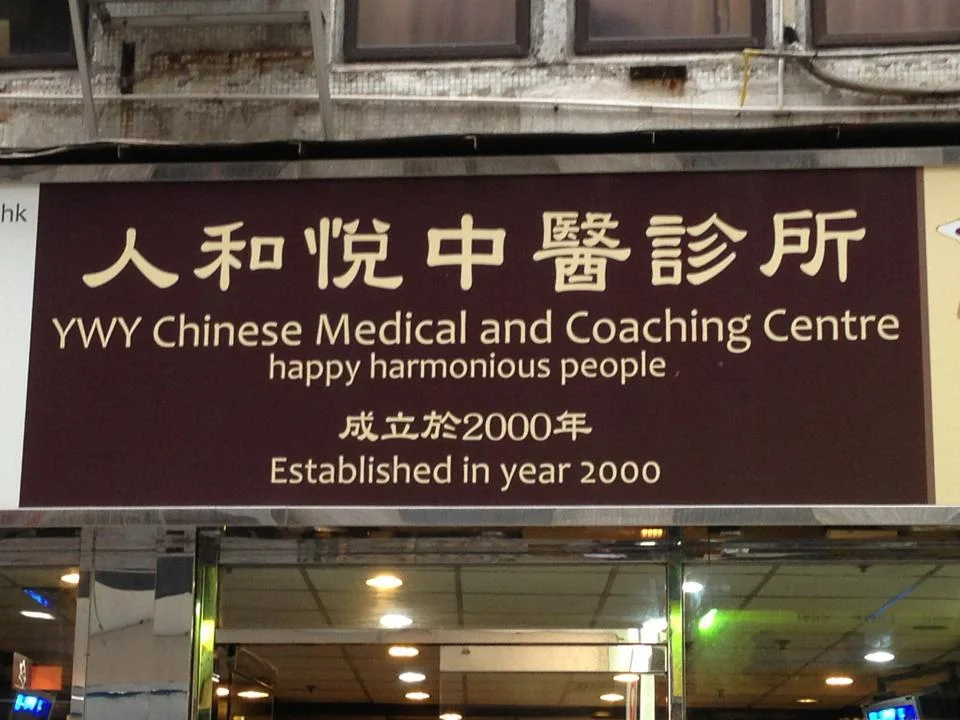 hk
人和悅中醫診所
YWY Chinese Medical and Coaching Centre
happy harmonious people
成立於2000年
Established in year 2000